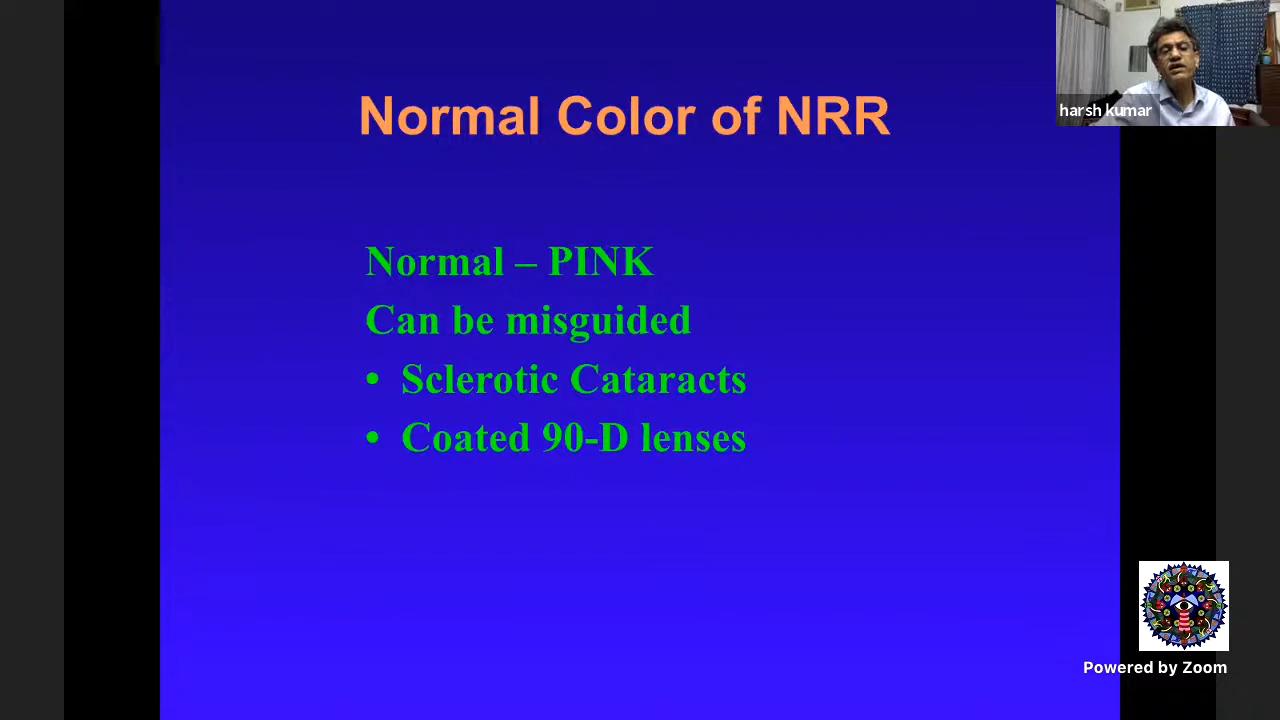 Normal Color of NRR
harsh kumar
Normal – PINK
Can be misguided
• Sclerotic Cataracts
• Coated 90-D lenses
Powered by Zoom